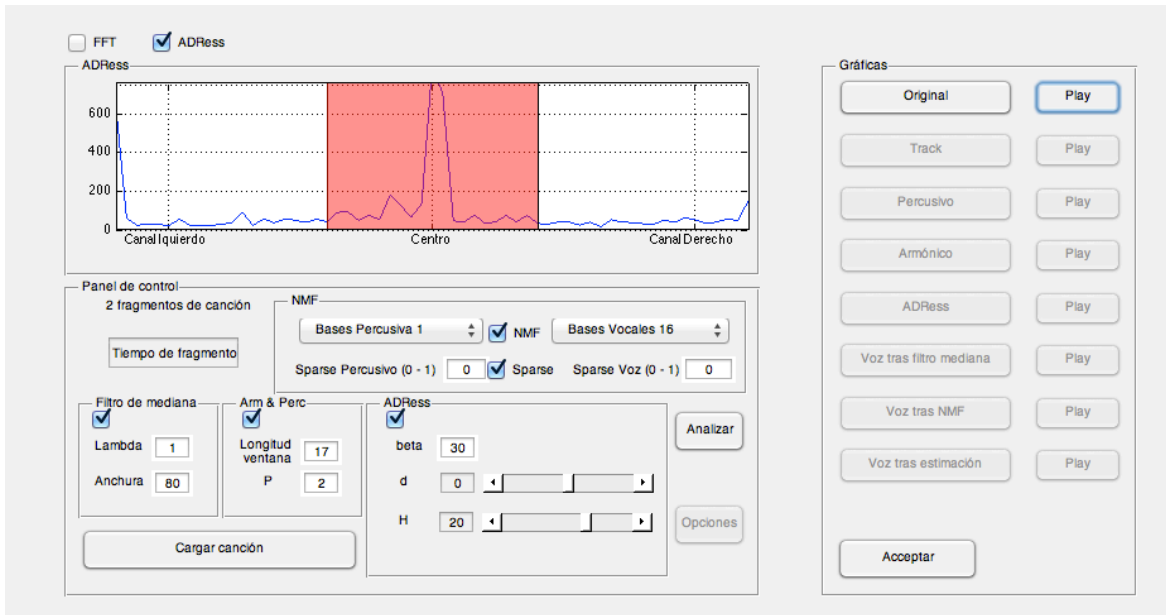 FFT ADRess
ADRess
600
400
200
0
CanalIquierdo Centro CanalDerecho
Panel de control
2 fragmentos de canción
Tiempo de fragmento
NMF
Bases Percusiva 1 NMF Bases Vocales 16
Sparse Percusivo (0 - 1) 0 Sparse Sparse Voz (0 - 1) 0
Filtro de mediana
Lambda 1
Anchura 80
Arm & Perc
Longitud
ventana 17
P 2
ADRess
beta 30
d 0
H 20
Analizar
Opciones
Cargar canción
Gráficas
Original Play
Track Play
Percusivo Play
Armónico Play
ADRess Play
Voz tras filtro mediana Play
Voz tras NMF Play
Voz tras estimación Play
Acceptar